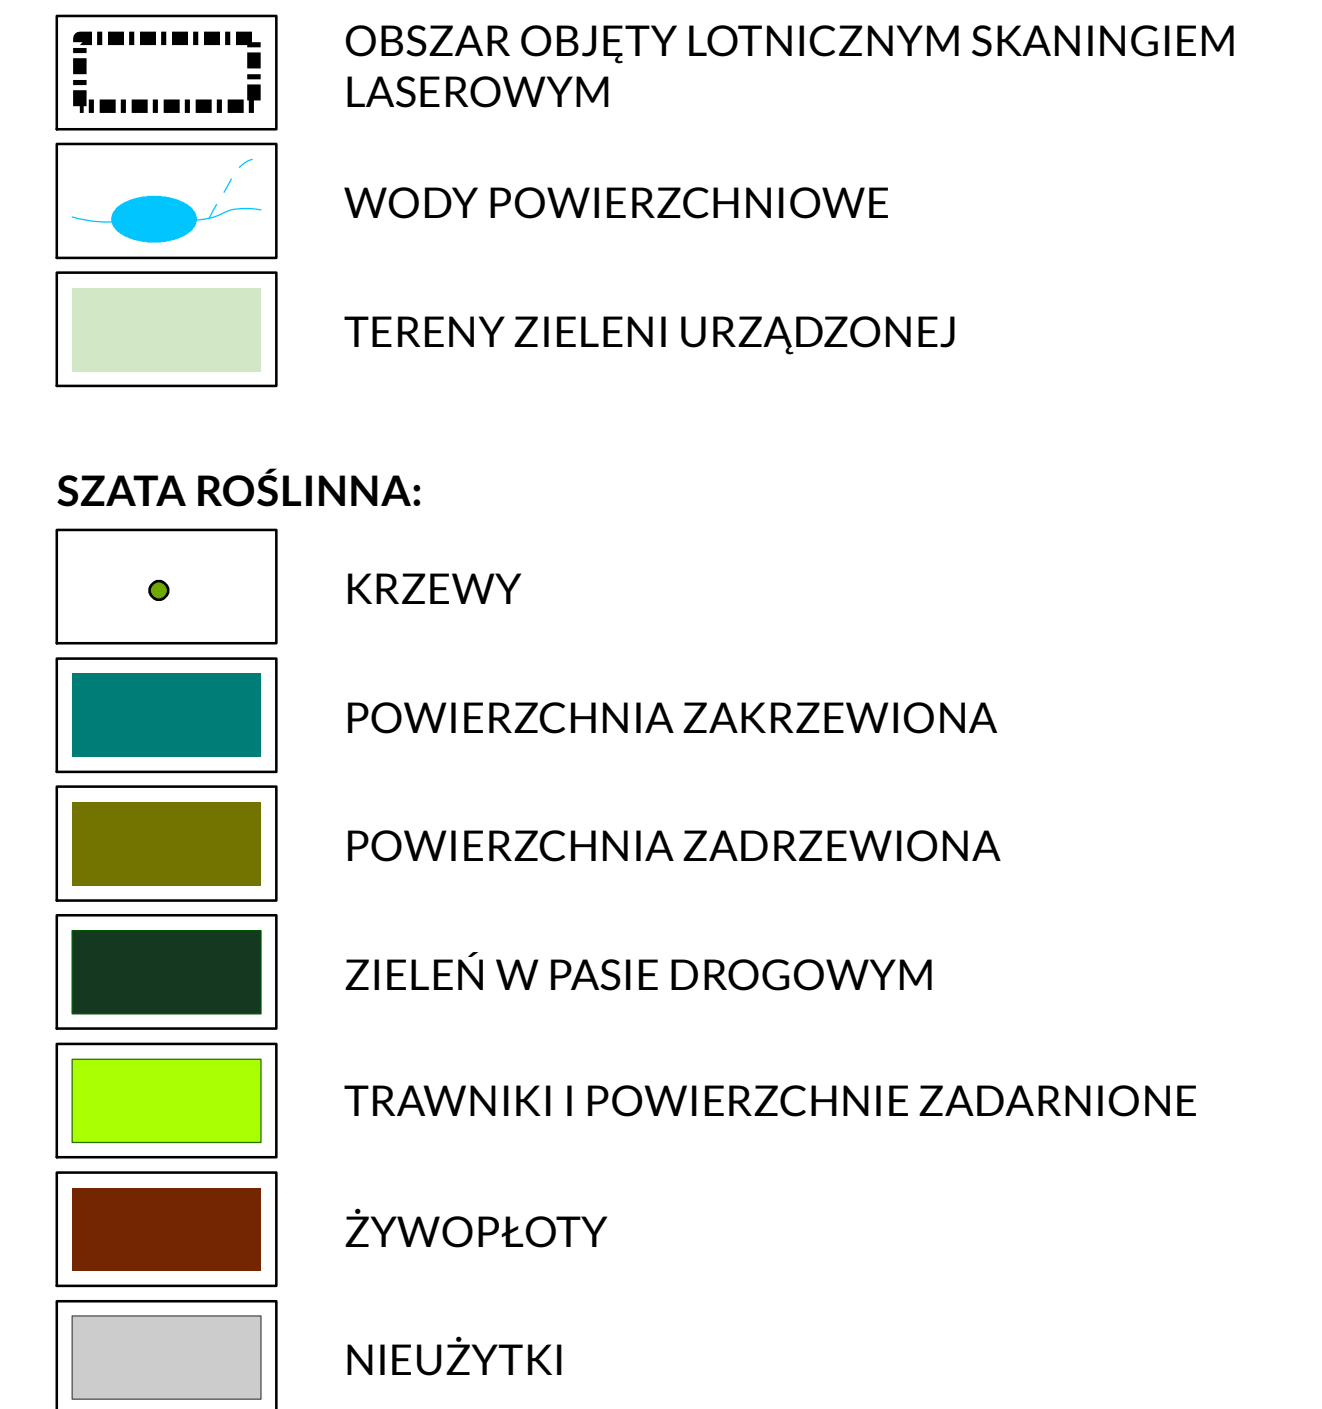 OBSZAR OBJĘTY LOTNICZNYM SKANINGIEM
LASEROWYM
WODY POWIERZCHNIOWE
TERENY ZIELENI URZĄDZONEJ
SZATA ROŚLINNA:
KRZEWY
POWIERZCHNIA ZAKRZEWIONA
POWIERZCHNIA ZADRZEWIONA
ZIELEŃ W PASIE DROGOWYM
TRAWNIKI I POWIERZCHNIE ZADARNIONE
ŻYWOPŁOTY
NIEUŻYTKI